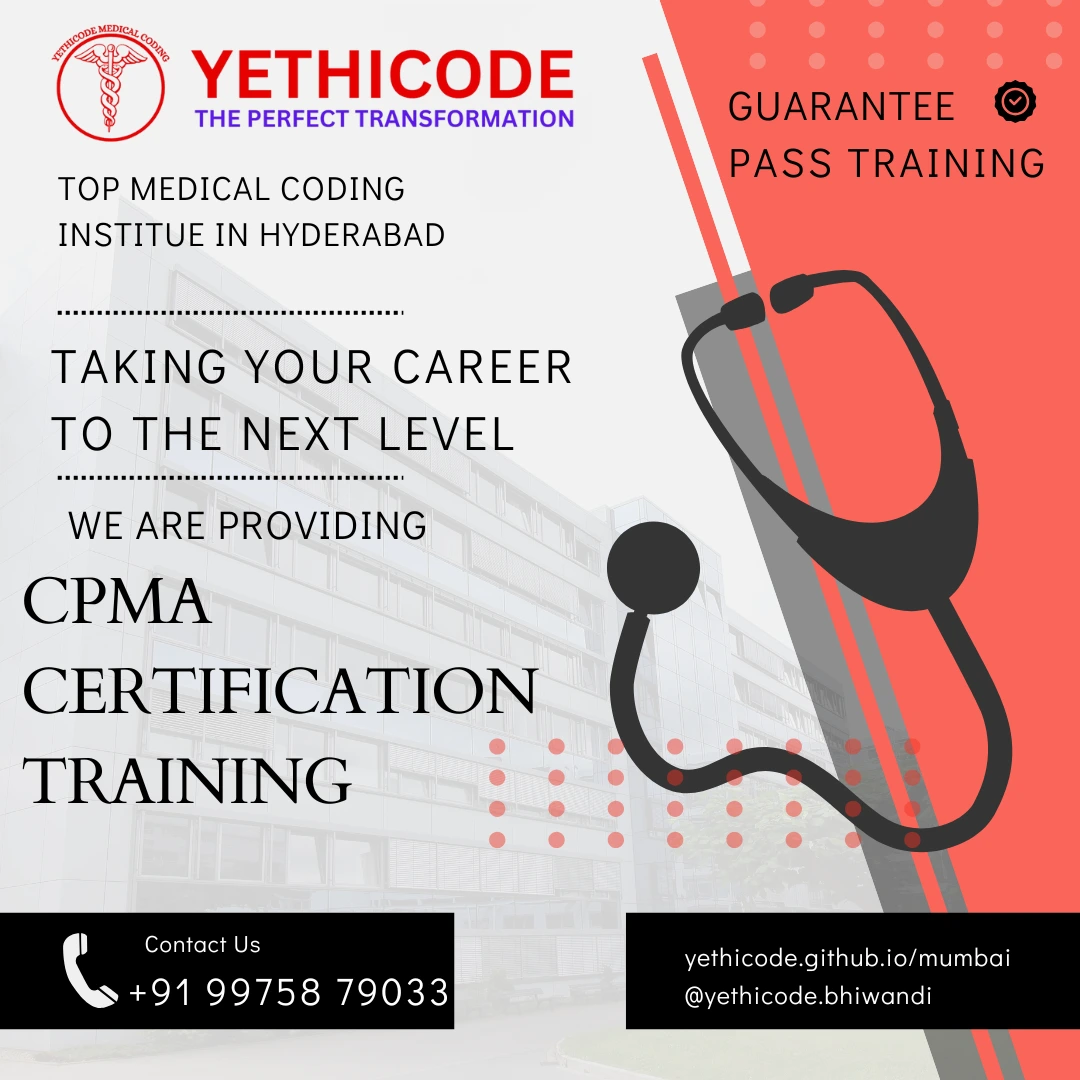 YETHICODE MEDICAL CODING
YETHICODE
THE PERFECT TRANSFORMATION
GUARANTEE
PASS TRAINING
TOP MEDICAL CODING
INSTITUE IN HYDERABAD
TAKING YOUR CAREER
TO THE NEXT LEVEL
WE ARE PROVIDING
CPMA
CERTIFICATION
TRAINING
Contact Us
+91 99758 79033
yethicode.github.io/mumbai
@yethicode.bhiwandi